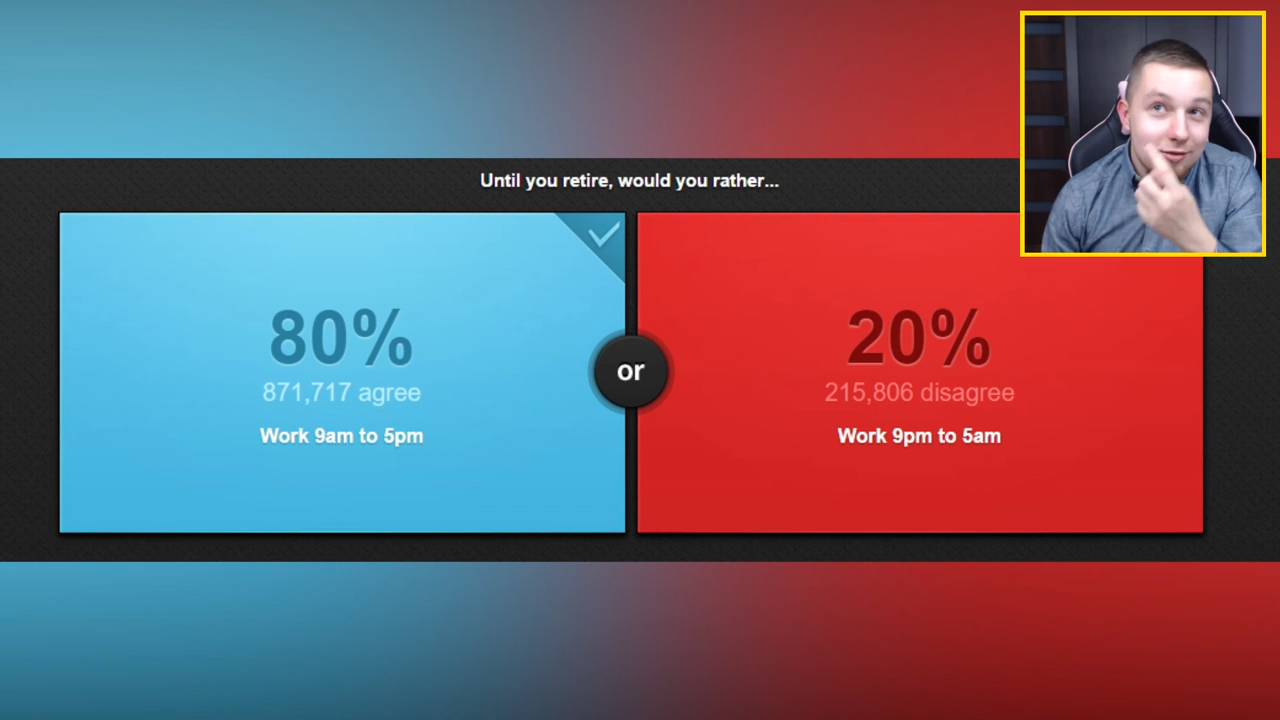 Until you retire, would you rather...
80%
871,717 agree
Work 9am to 5pm
or
20%
215,806 disagree
Work 9pm to 5am